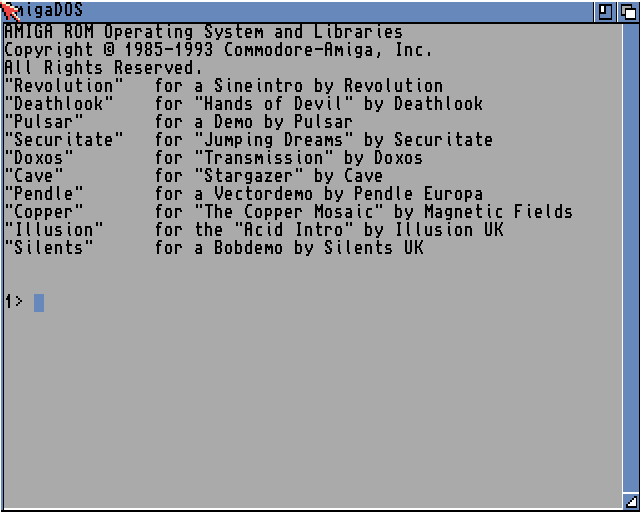 AmigaDOS
AMIGA ROM Operating System and Libraries
Copyright © 1985-1993 Commodore-Amiga, Inc.
All Rights Reserved.
"Revolution"   for a Sineintro by Revolution
"Deathlook"    for "Hands of Devil" by Deathlook
"Pulsar"       for a Demo by Pulsar
"Securitate"   for "Jumping Dreams" by Securitate
"Doxos"        for "Transmission" by Doxos
"Cave"         for "Stargazer" by Cave
"Pendle"       for a Vectordemo by Pendle Europa
"Copper"       for "The Copper Mosaic" by Magnetic Fields
"Illusion"     for the "Acid Intro" by Illusion UK
"Silents"      for a Bobdemo by Silents UK
1>